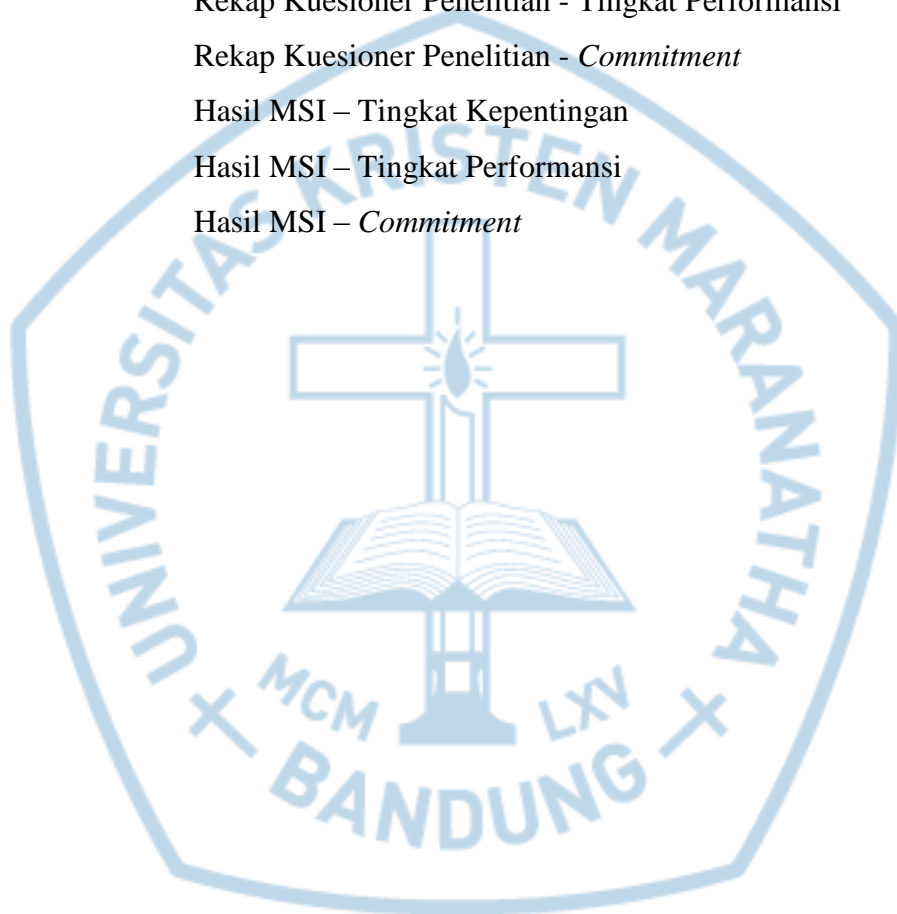 Rekap Kuesioner Penelitian - Tingkat Performansi
Rekap Kuesioner Penelitian - Commitment
Hasil MSI – Tingkat Kepentingan
Hasil MSI – Tingkat Performansi
Hasil MSI – Commitment
UNIVERSITAS KRISTEN MARANATHA
MCM LXV
BANDUNG